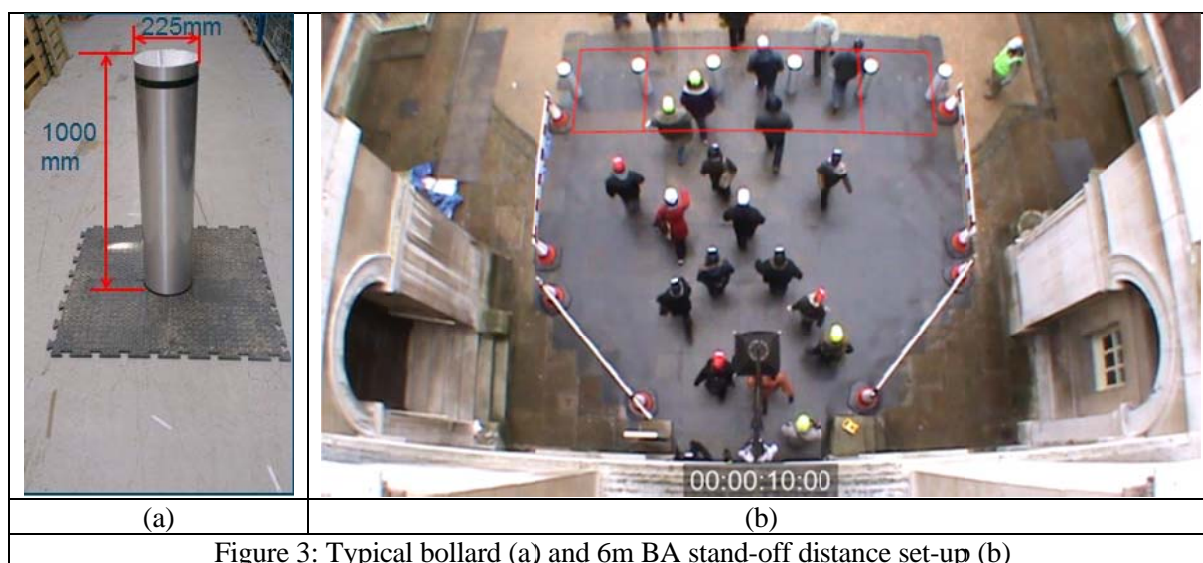 225mm
1000
mm
00:00:10:00
(a)
(b)
Figure 3: Typical bollard (a) and 6m BA stand-off distance set-up (b)